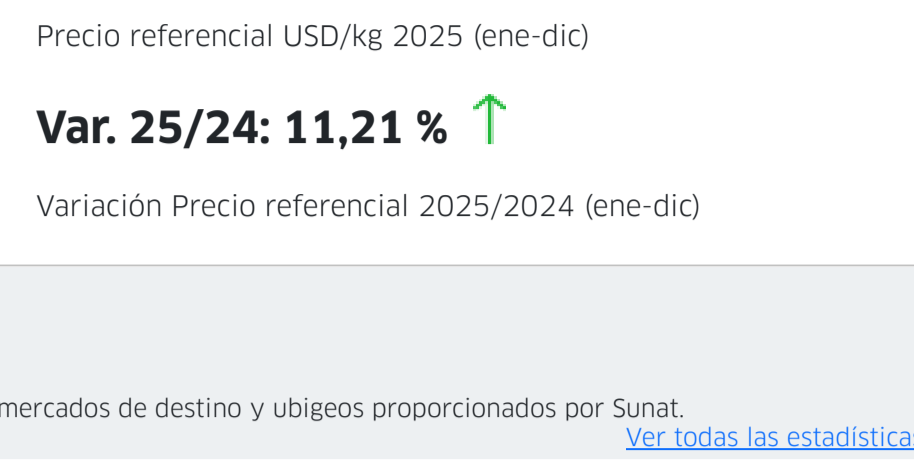 Precio referencial USD/kg 2025 (ene-dic)
Var. 25/24: 11,21 %
Variación Precio referencial 2025/2024 (ene-dic)
mercados de destino y ubigeos proporcionados por Sunat.
Ver todas las estadísticas